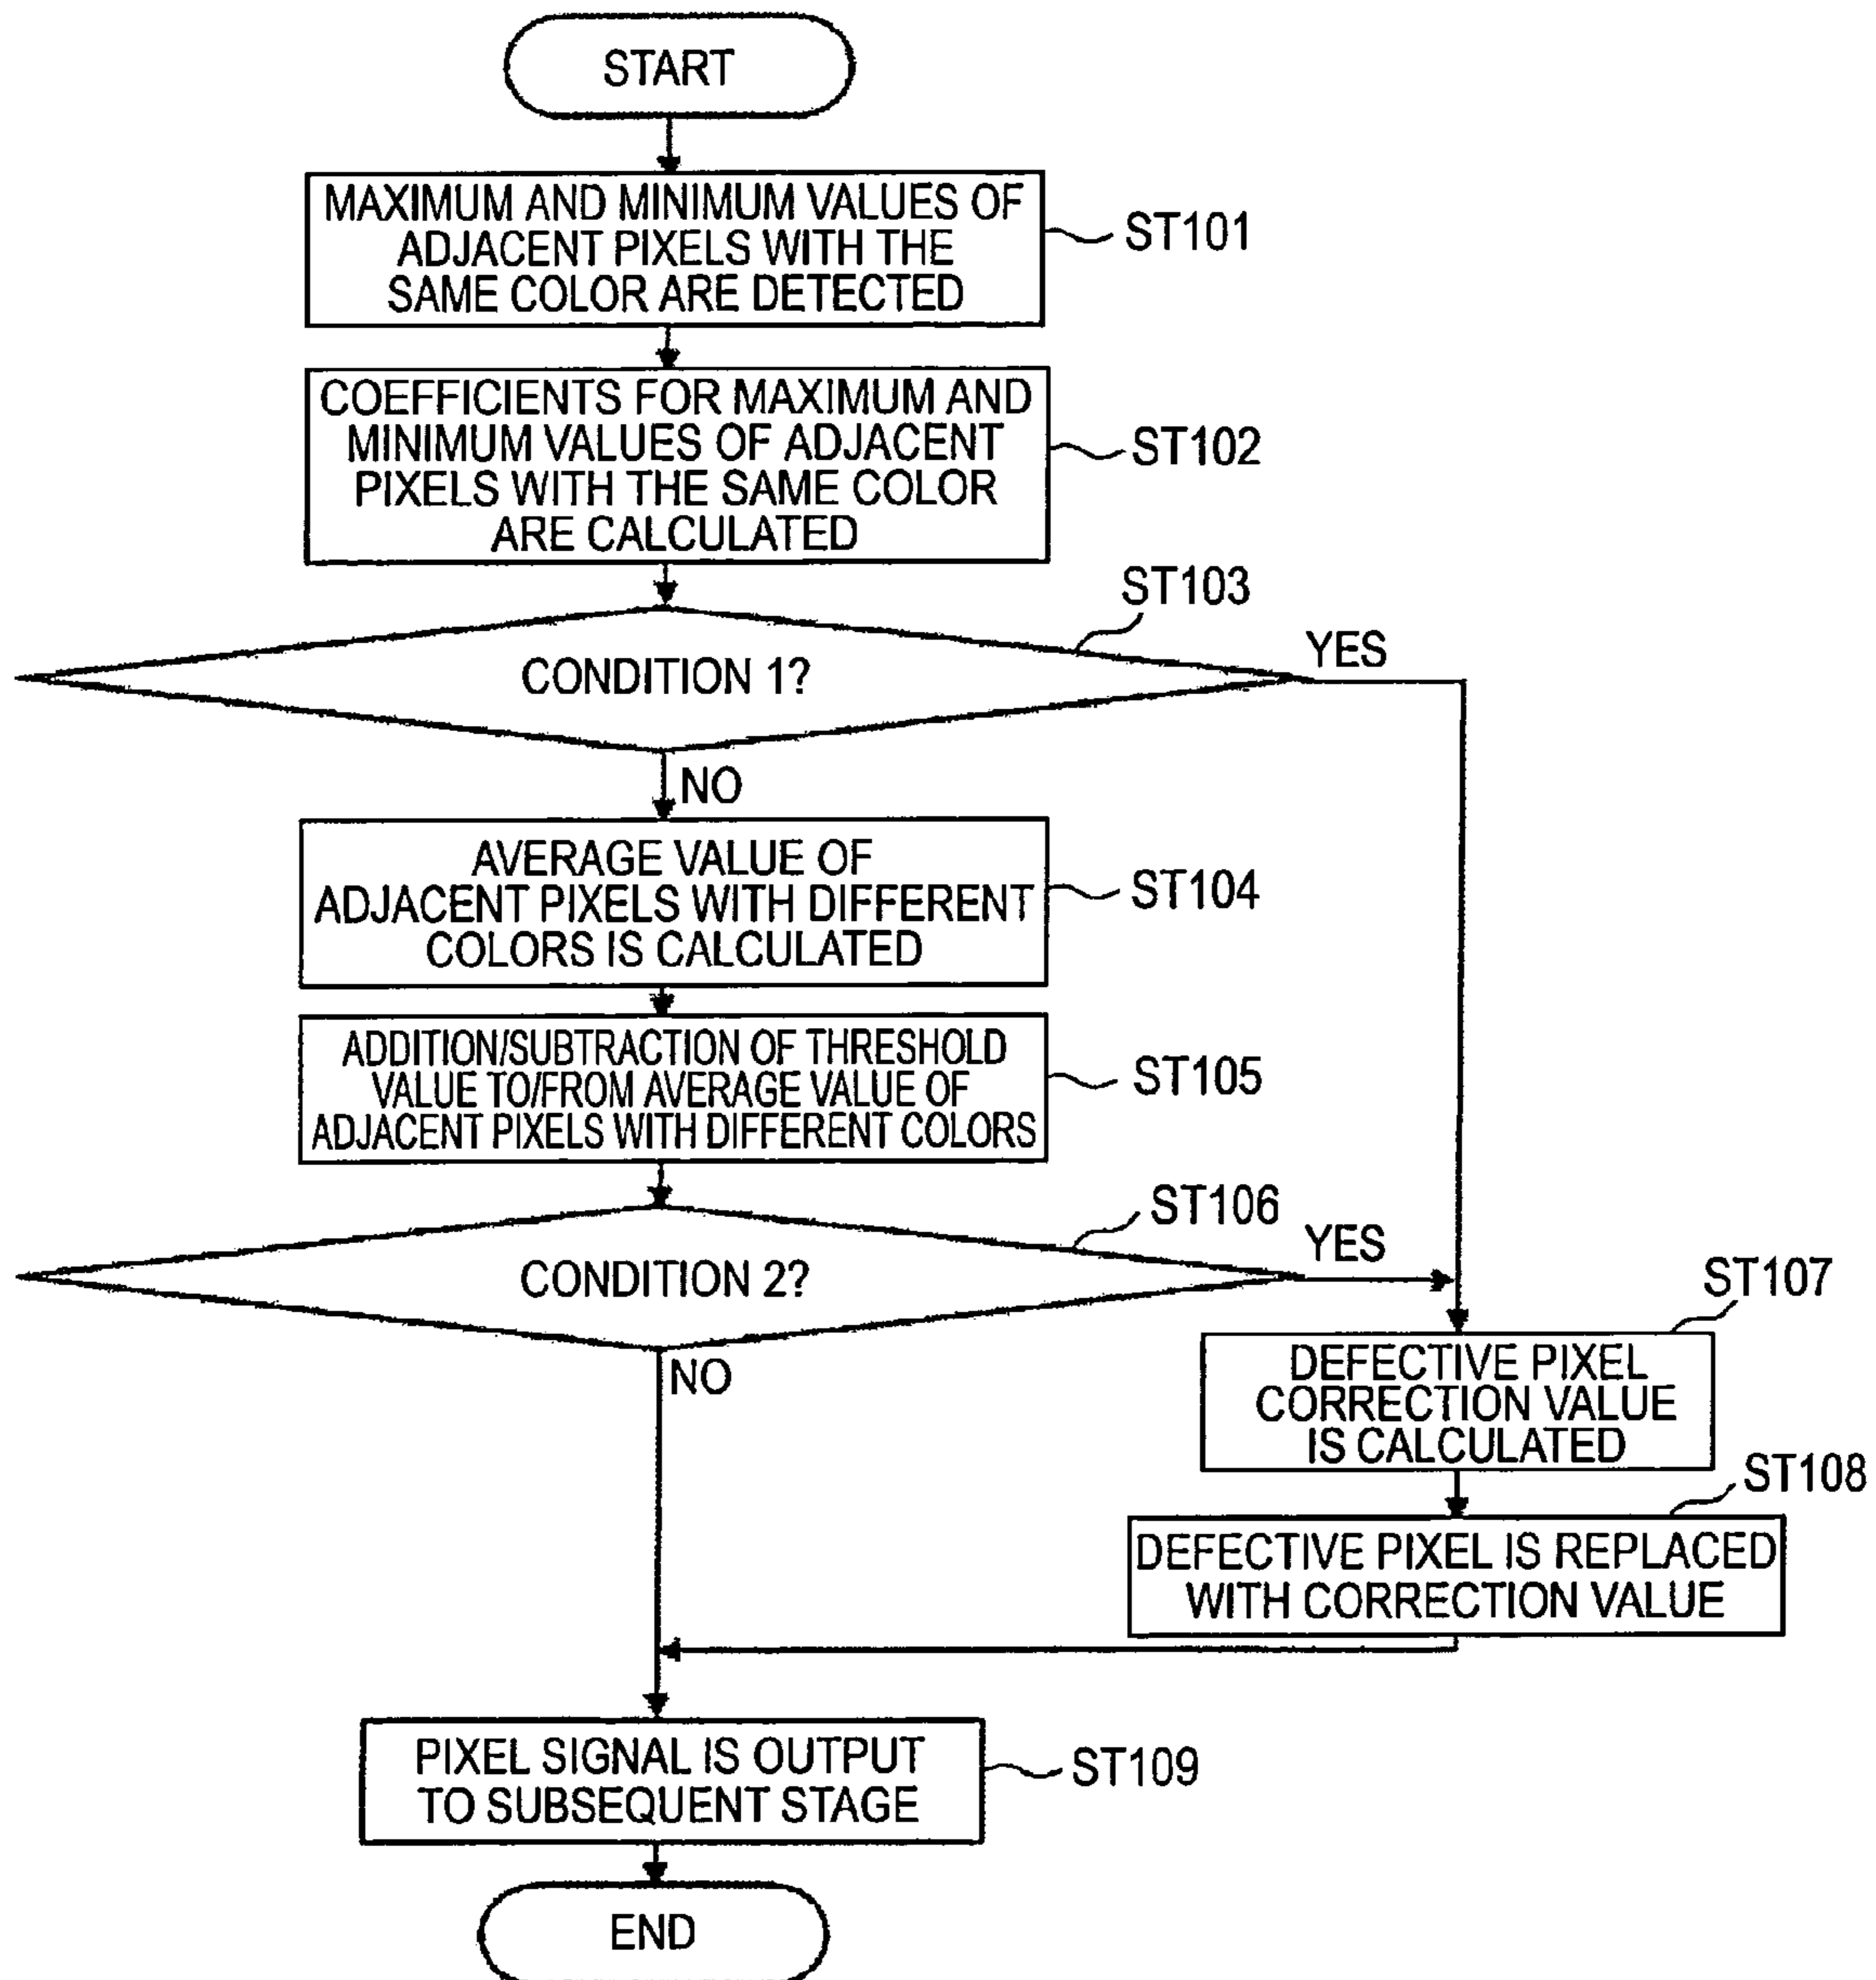 START
MAXIMUM AND MINIMUM VALUES OF
ADJACENT PIXELS WITH THE
SAME COLOR ARE DETECTED
ST101
COEFFICIENTS FOR MAXIMUM AND
MINIMUM VALUES OF ADJACENT
PIXELS WITH THE SAME COLOR
ARE CALCULATED
ST102
ST103
CONDITION 1?
YES
NO
AVERAGE VALUE OF
ADJACENT PIXELS WITH DIFFERENT
COLORS IS CALCULATED
ST104
ADDITION/SUBTRACTION OF THRESHOLD
VALUE TO/FROM AVERAGE VALUE OF
ADJACENT PIXELS WITH DIFFERENT COLORS
ST105
ST106
CONDITION 2?
YES
NO
ST107
DEFECTIVE PIXEL
CORRECTION VALUE
IS CALCULATED
ST108
DEFECTIVE PIXEL IS REPLACED
WITH CORRECTION VALUE
PIXEL SIGNAL IS OUTPUT
TO SUBSEQUENT STAGE
ST109
END